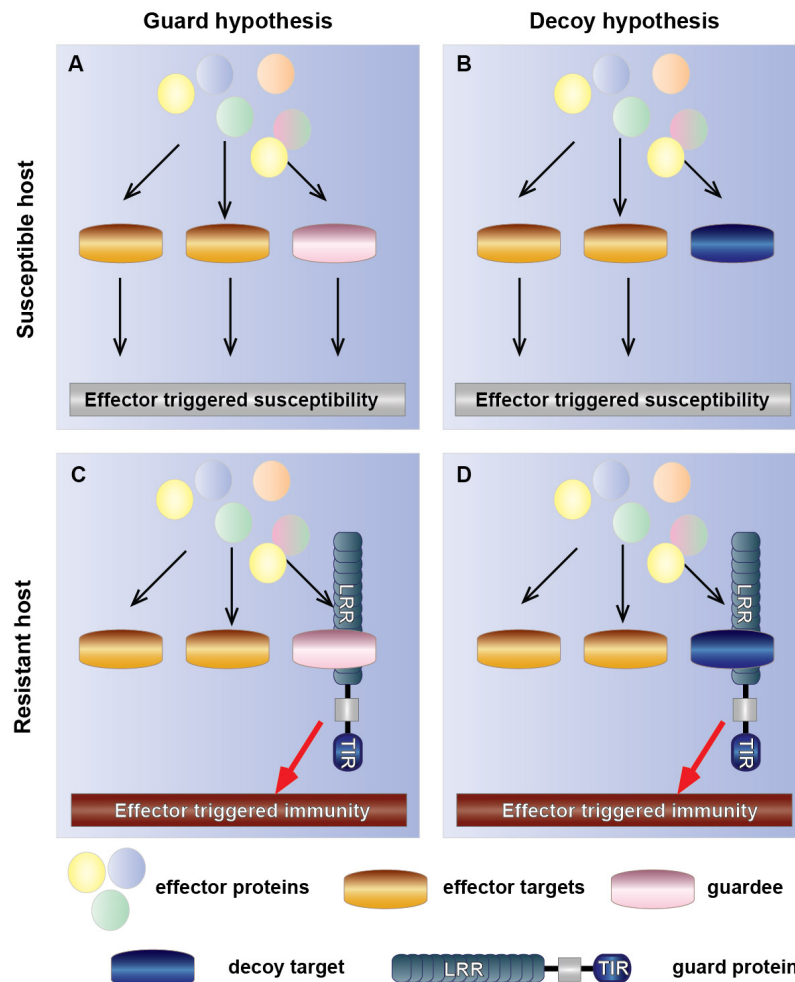 Guard hypothesis
Decoy hypothesis
Susceptible host
A
Effector triggered susceptibility
B
Effector triggered susceptibility
Resistant host
C
LRR
TIR
Effector triggered immunity
D
LRR
TIR
Effector triggered immunity
effector proteins
effector targets
guardee
decoy target
LRR
TIR
guard protein